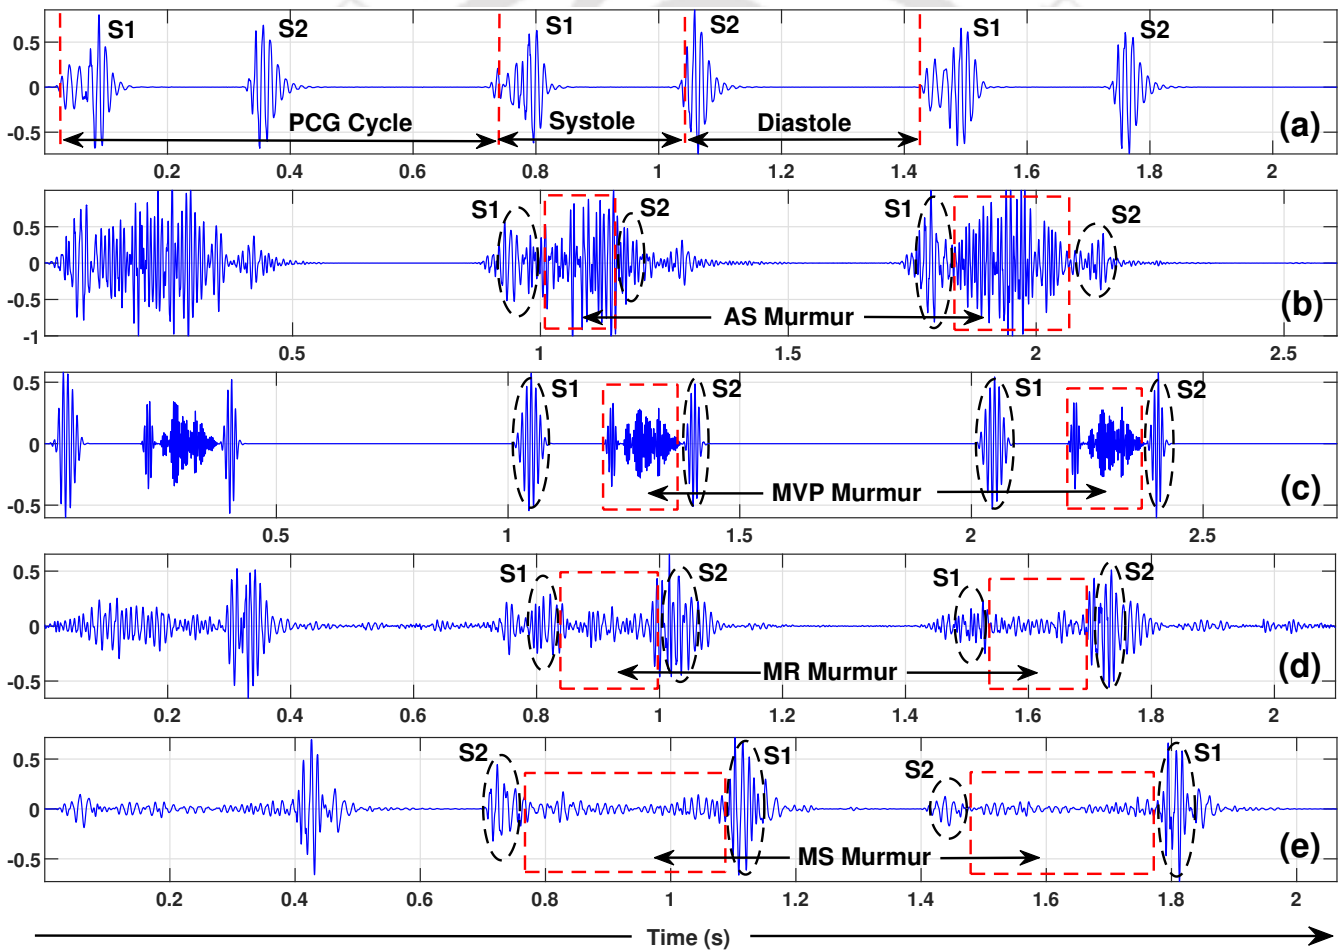 S1 S2 S1 S2 S1 S2
0.5
0
-0.5
PCG Cycle Systole Diastole (a)
0.2 0.4 0.6 0.8 1 1.2 1.4 1.6 1.8 2
S1 S2 S1 S2
0.5
0
-0.5
-1
AS Murmur (b)
0.5 1 1.5 2 2.5
S1 S2 S1 S2
0.5
0
-0.5
MVP Murmur (c)
0.5 1 1.5 2 2.5
S1 S2 S1 S2
0.5
0
-0.5
MR Murmur (d)
0.2 0.4 0.6 0.8 1 1.2 1.4 1.6 1.8 2
S2 S1 S2 S1
0.5
0
-0.5
MS Murmur (e)
0.2 0.4 0.6 0.8 1 1.2 1.4 1.6 1.8 2
Time (s)